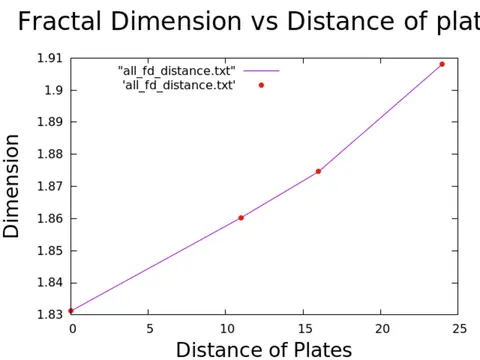 Fractal Dimension vs Distance of plat
1.91
"all_fd_distance.txt"
1.9
'all_fd_distance.txt'
1.89
1.88
1.87
1.86
1.85
1.84
1.83
Dimension
0 5 10 15 20 25
Distance of Plates